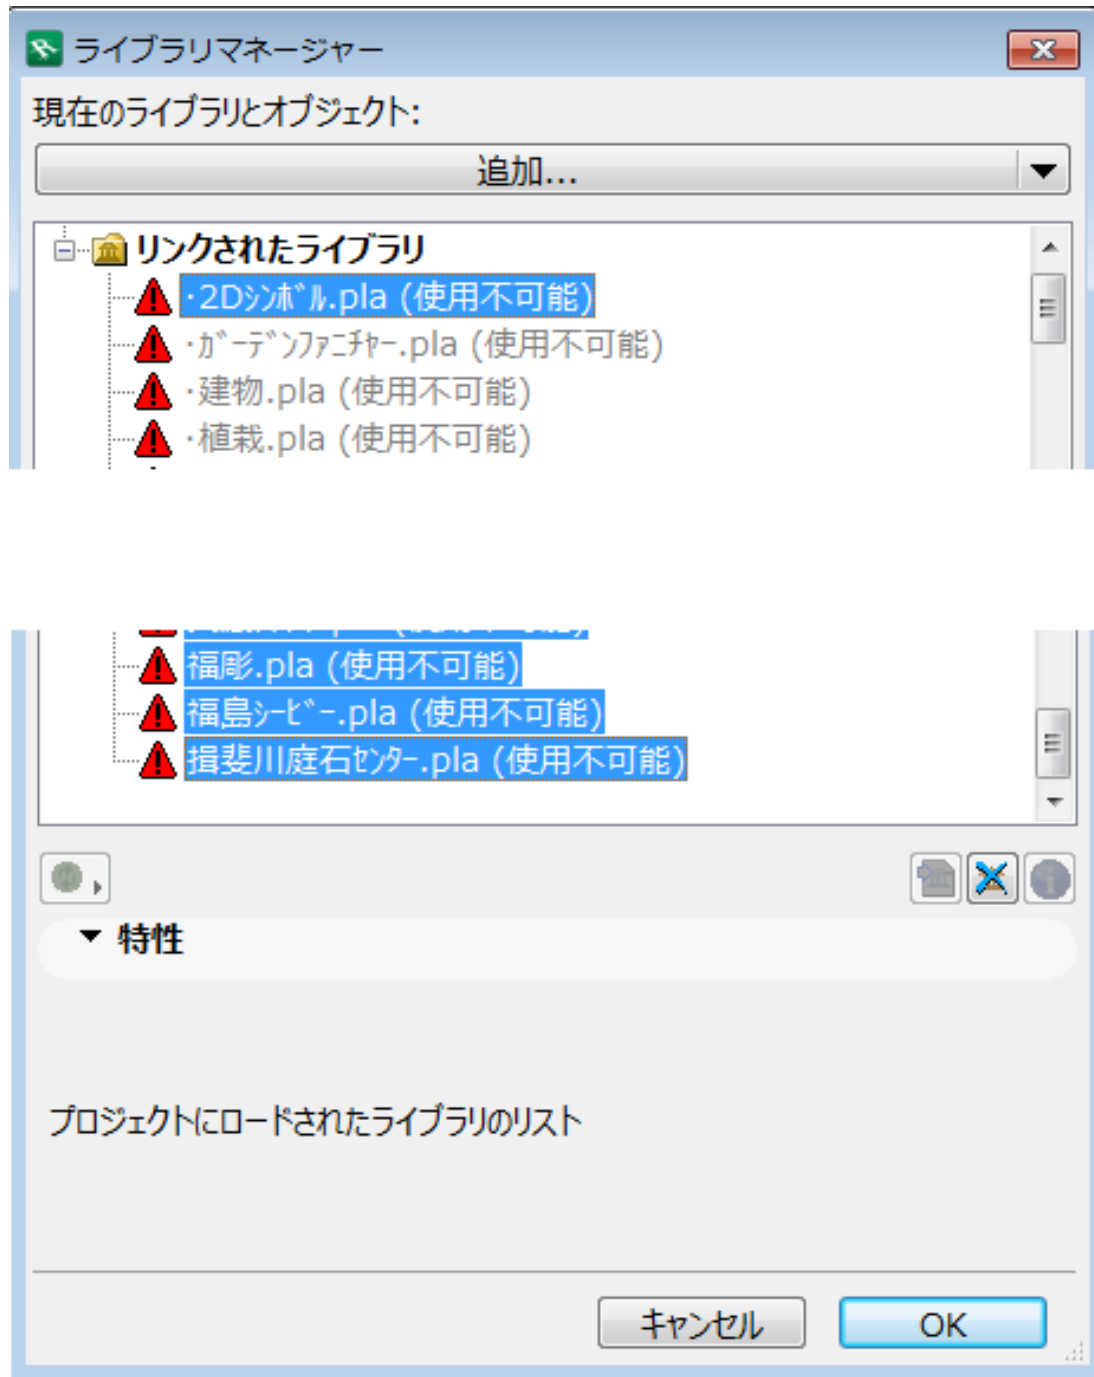 ライブラリマネージャー
現在のライブラリとオブジェクト:
追加...
リンクされたライブラリ
・2Dｼﾝﾎﾞﾙ.pla (使用不可能)
・ｶﾞｰﾃﾞﾝﾌｧﾆﾁｬｰ.pla (使用不可能)
・建物.pla (使用不可能)
・植栽.pla (使用不可能)
福彫.pla (使用不可能)
福島ｼｰﾋﾞｰ.pla (使用不可能)
揖斐川庭石ｾﾝﾀｰ.pla (使用不可能)
特性
プロジェクトにロードされたライブラリのリスト
キャンセル
OK